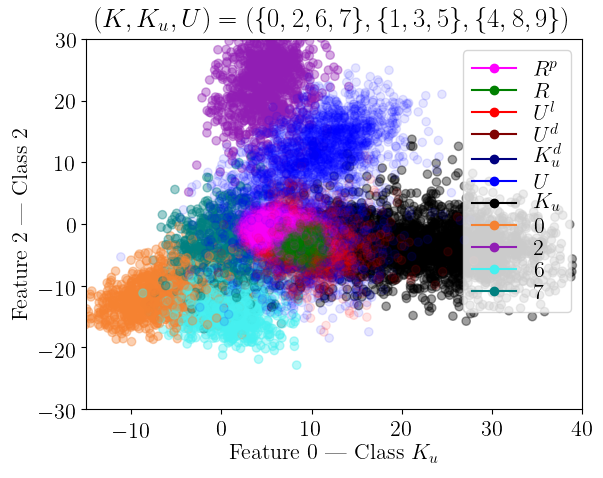 (K, K_u, U) = ({0, 2, 6, 7}, {1, 3, 5}, {4, 8, 9})
30
20
10
0
−10
−20
−30
Feature 2 — Class 2
R^p
R
U^l
U^d
K_u^d
U
K_u
0
2
6
7
−10 0 10 20 30 40
Feature 0 — Class K_u